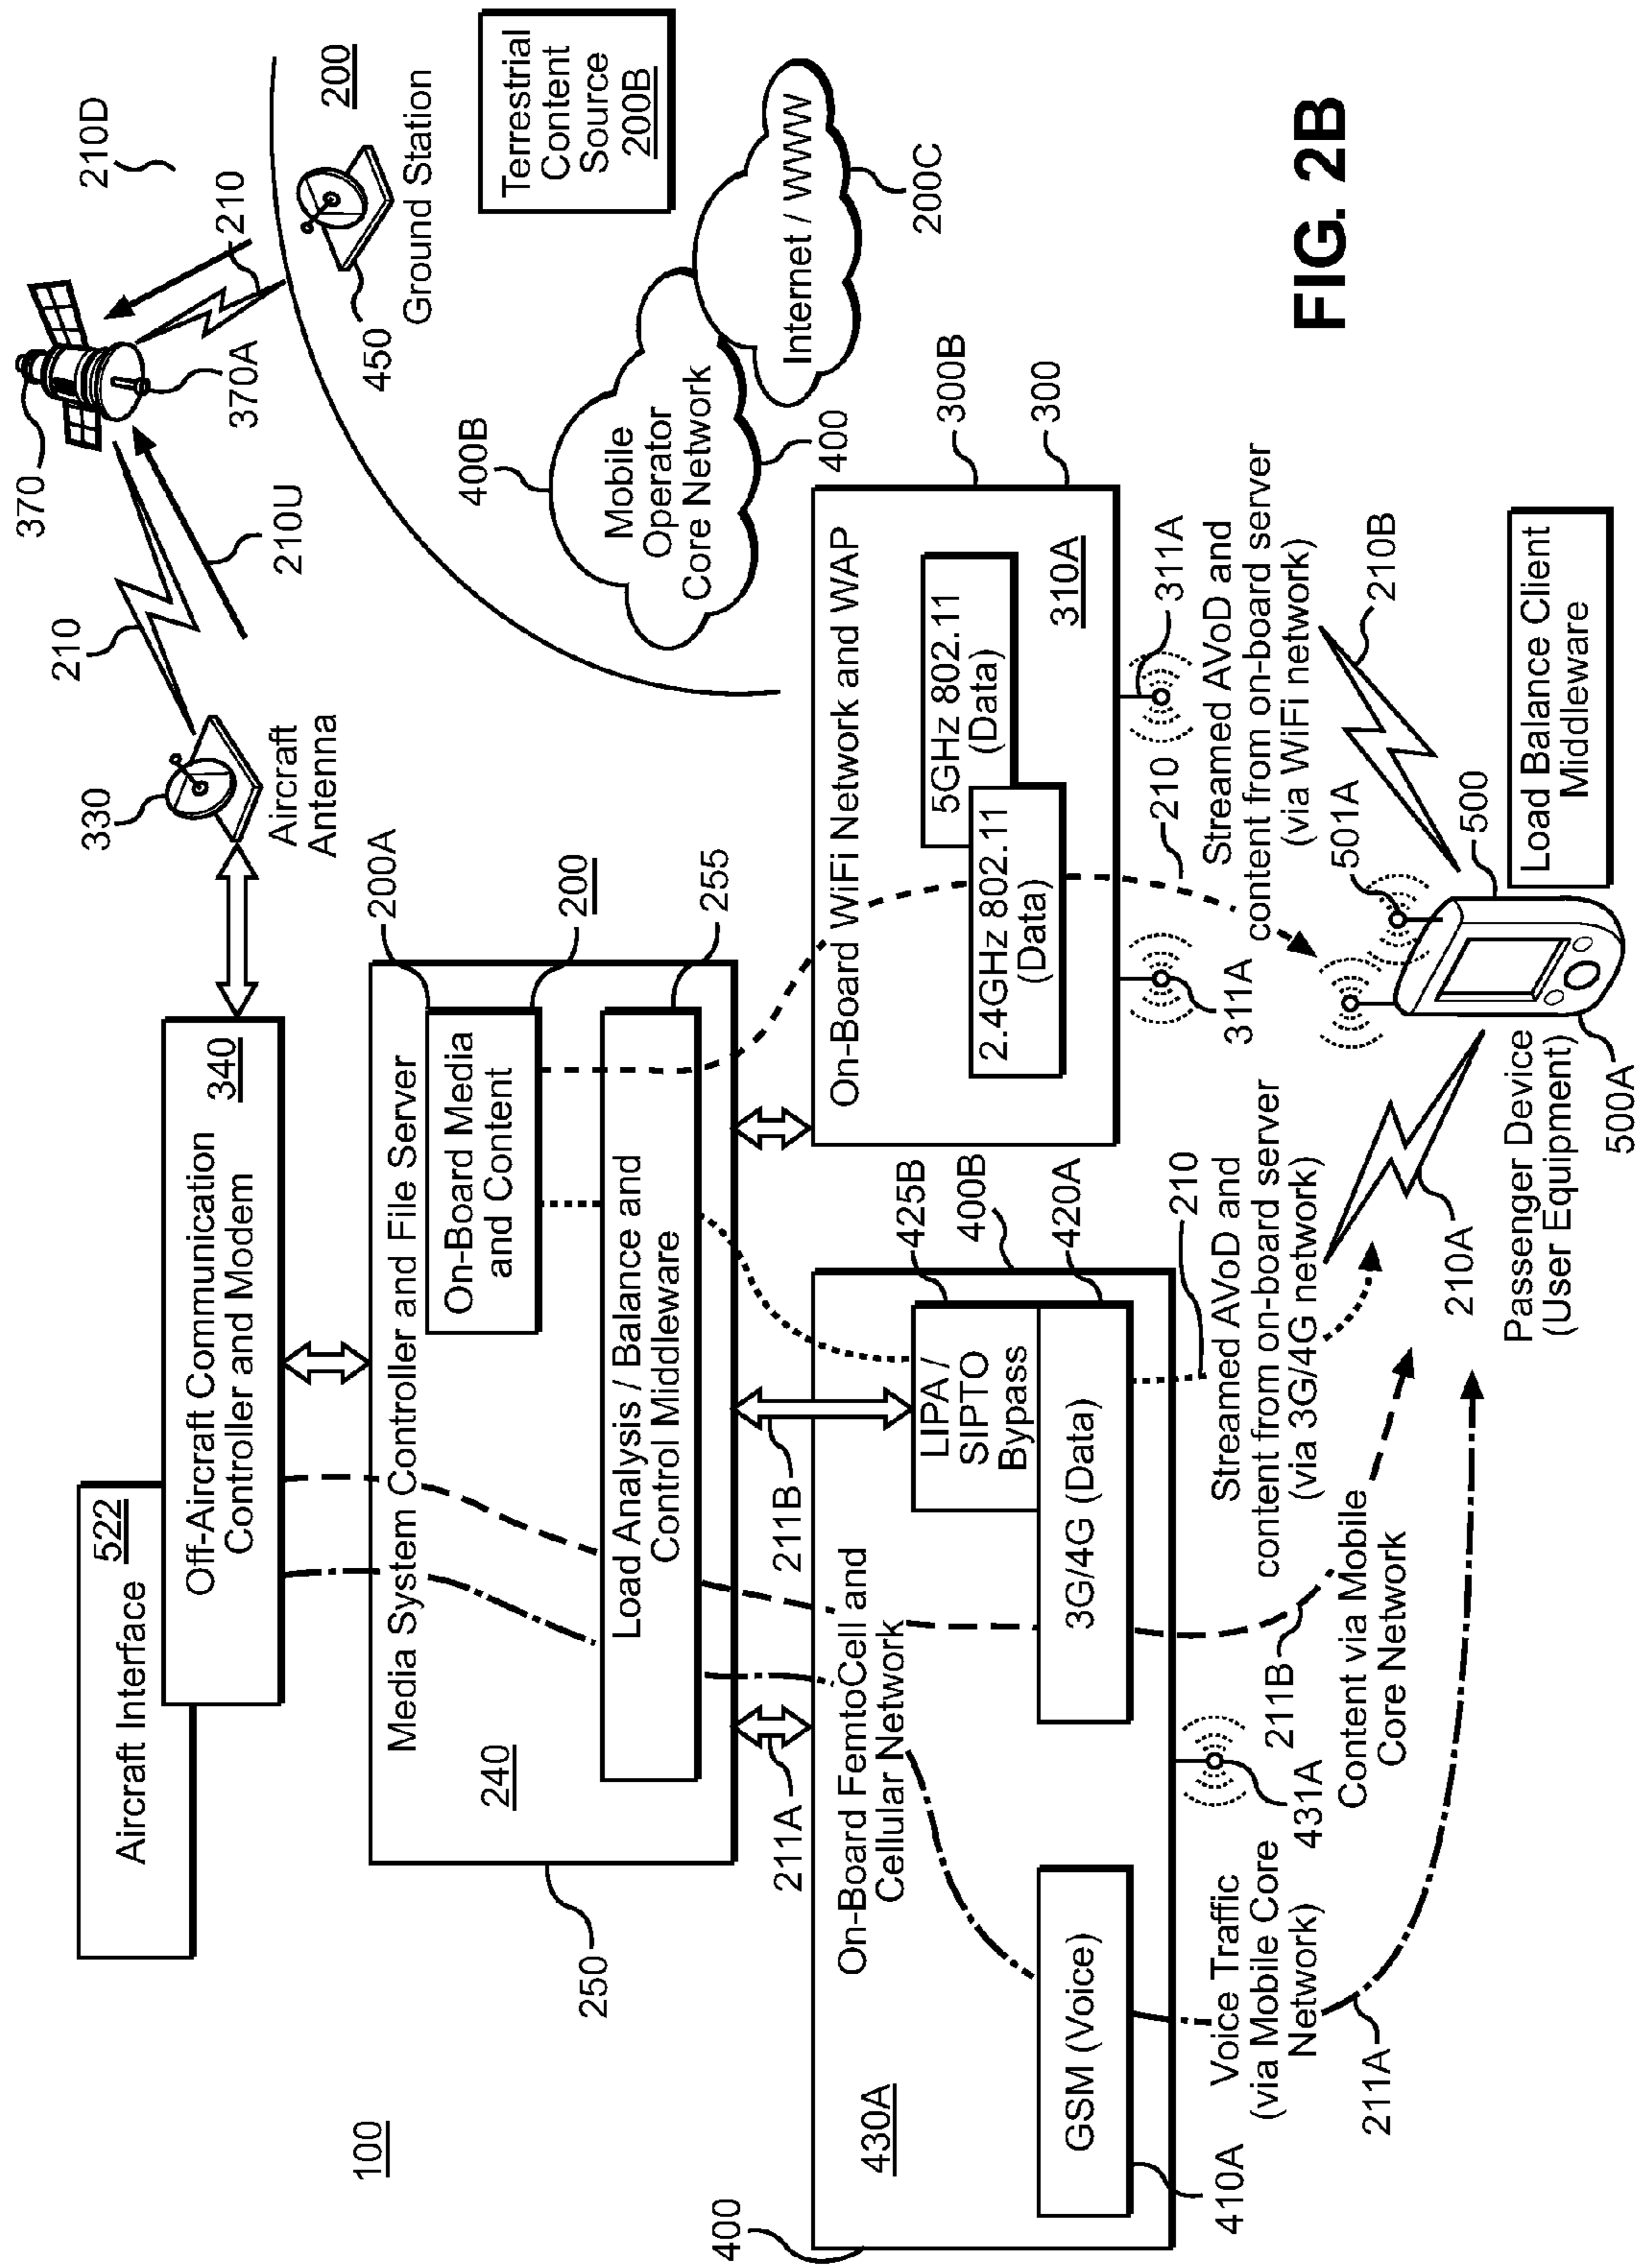 100
Aircraft Interface
522
Off-Aircraft Communication
Controller and Modem
340
330
Aircraft
Antenna
210
210U
370
370A
210D
210
200
450
Ground Station
Terrestrial
Content
Source
200B
400B
Mobile
Operator
Core Network
400
Internet / WWW
200C
250
240
Media System Controller and File Server
200A
On-Board Media
and Content
200
255
Load Analysis / Balance and
Control Middleware
211A
211B
400
430A
On-Board FemtoCell and
Cellular Network
GSM (Voice)
410A
LIPA /
SIPTO
Bypass
3G/4G (Data)
425B
400B
420A
431A
On-Board WiFi Network and WAP
300B
300
310A
5GHz 802.11
(Data)
2.4GHz 802.11
(Data)
311A
311A
210
Streamed AVoD and
content from on-board server
(via WiFi network)
210
Streamed AVoD and
content from on-board server
(via 3G/4G network)
211B
Content via Mobile
Core Network
Voice Traffic
(via Mobile Core
Network)
211A
210A
210B
501A
500
500A
Passenger Device
(User Equipment)
Load Balance Client
Middleware
FIG. 2B